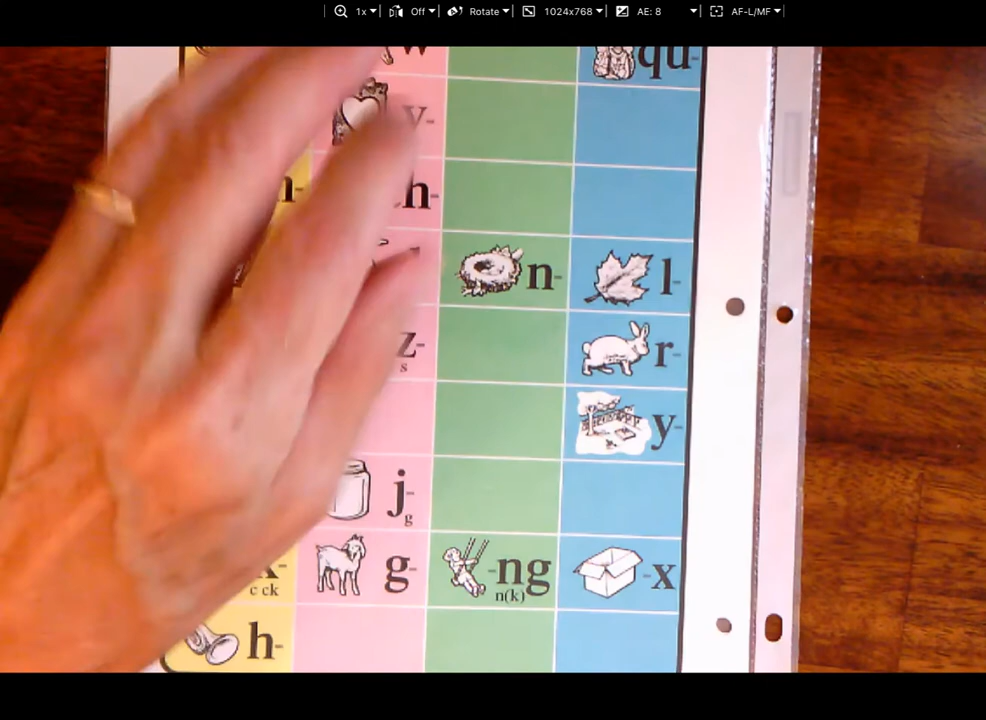 1x Off Rotate 1024x768 AE: 8 AF-L/MF
qu-
v-
h-
n- l-
z- r-
s
y-
j-
g
g- -ng -x
c ck n(k)
h-